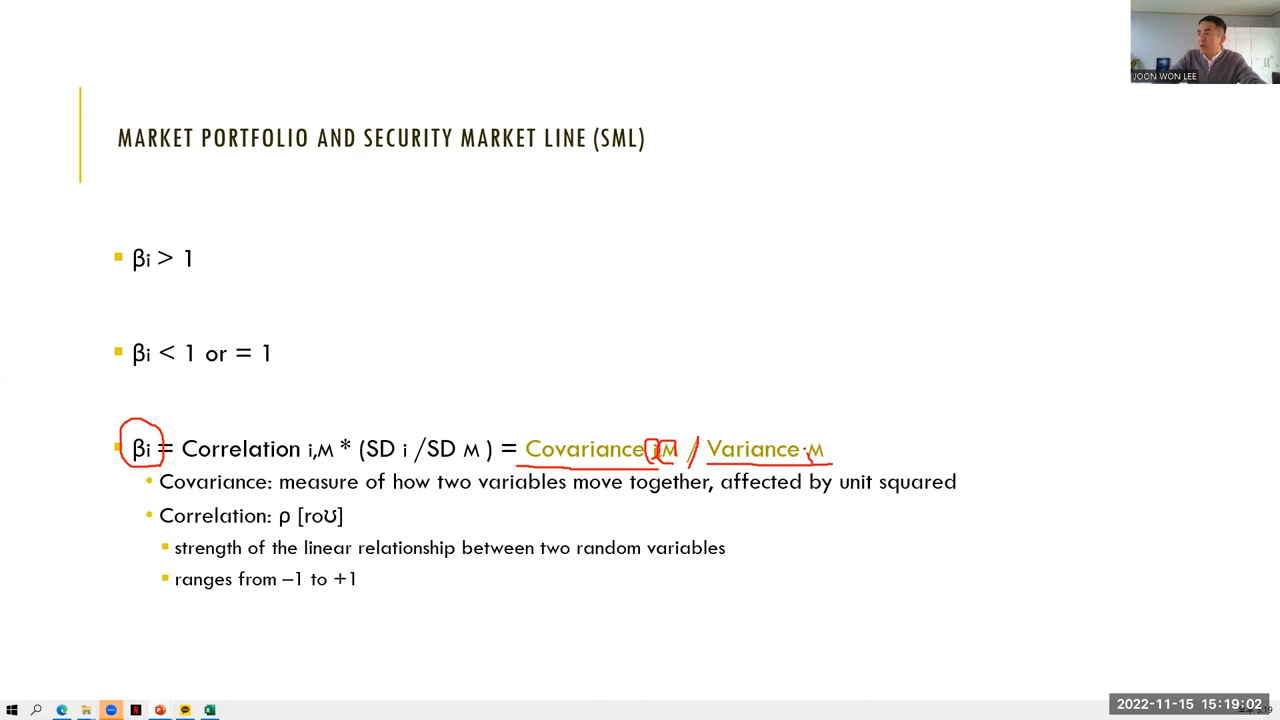 JOON WON LEE
MARKET PORTFOLIO AND SECURITY MARKET LINE (SML)
βi > 1
βi < 1 or = 1
βi = Correlation i,M * (SD i /SD M ) = Covariance iM / Variance M
Covariance: measure of how two variables move together, affected by unit squared
Correlation: ρ [roʊ]
strength of the linear relationship between two random variables
ranges from –1 to +1
2022-11-15 15:19:02